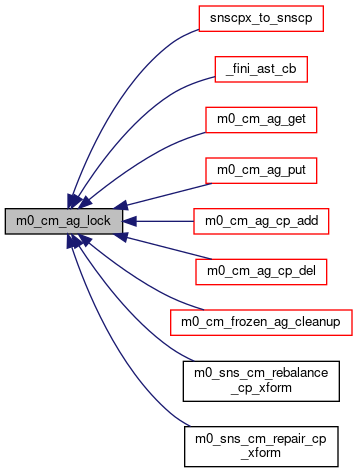 snscpx_to_snscp
_fini_ast_cb
m0_cm_ag_get
m0_cm_ag_put
m0_cm_ag_lock
m0_cm_ag_cp_add
m0_cm_ag_cp_del
m0_cm_frozen_ag_cleanup
m0_sns_cm_rebalance
_cp_xform
m0_sns_cm_repair_cp
_xform